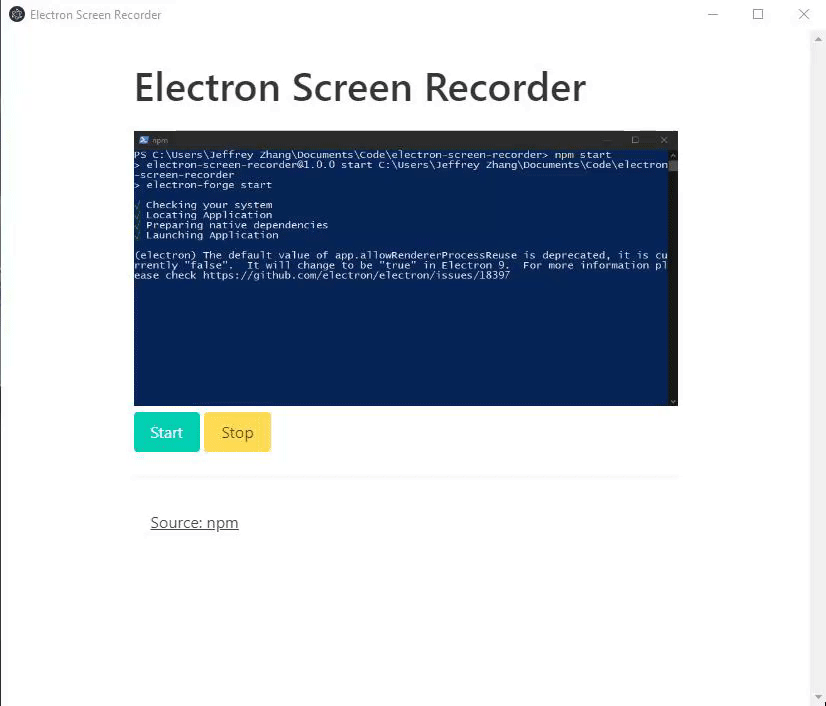 Electron Screen Recorder
Electron Screen Recorder
npm
PS C:\Users\Jeffrey Zhang\Documents\Code\electron-screen-recorder> npm start
> electron-screen-recorder@1.0.0 start C:\Users\Jeffrey Zhang\Documents\Code\electron
-screen-recorder
> electron-forge start
√ Checking your system
√ Locating Application
√ Preparing native dependencies
√ Launching Application
(electron) The default value of app.allowRendererProcessReuse is deprecated, it is cu
rrently "false".  It will change to be "true" in Electron 9.  For more information pl
ease check https://github.com/electron/electron/issues/18397
Start Stop
Source: npm